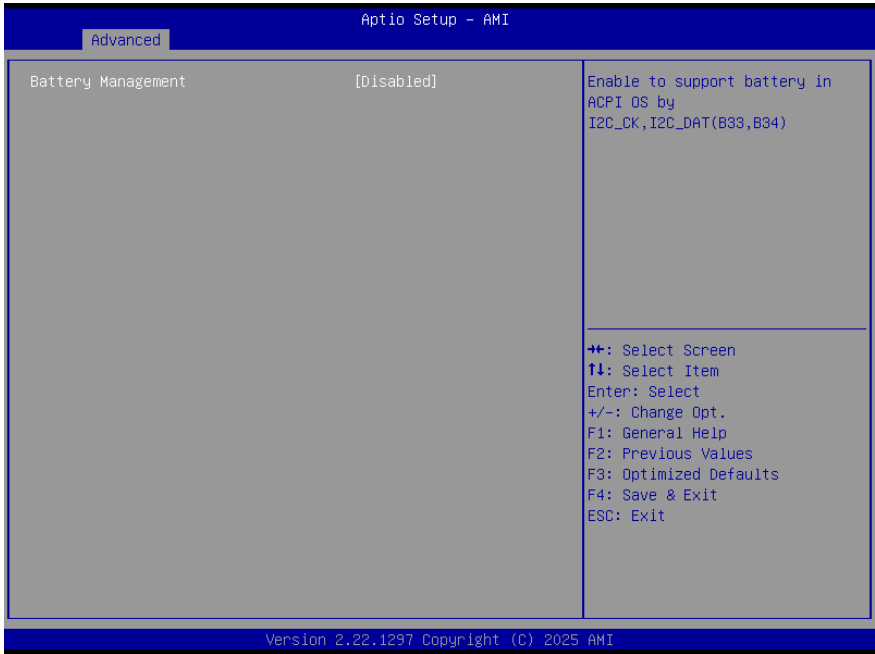 Aptio Setup – AMI
Advanced
Battery Management [Disabled]
Enable to support battery in
ACPI OS by
I2C_CK,I2C_DAT(B33,B34)
→←: Select Screen
↑↓: Select Item
Enter: Select
+/-: Change Opt.
F1: General Help
F2: Previous Values
F3: Optimized Defaults
F4: Save & Exit
ESC: Exit
Version 2.22.1297 Copyright (C) 2025 AMI